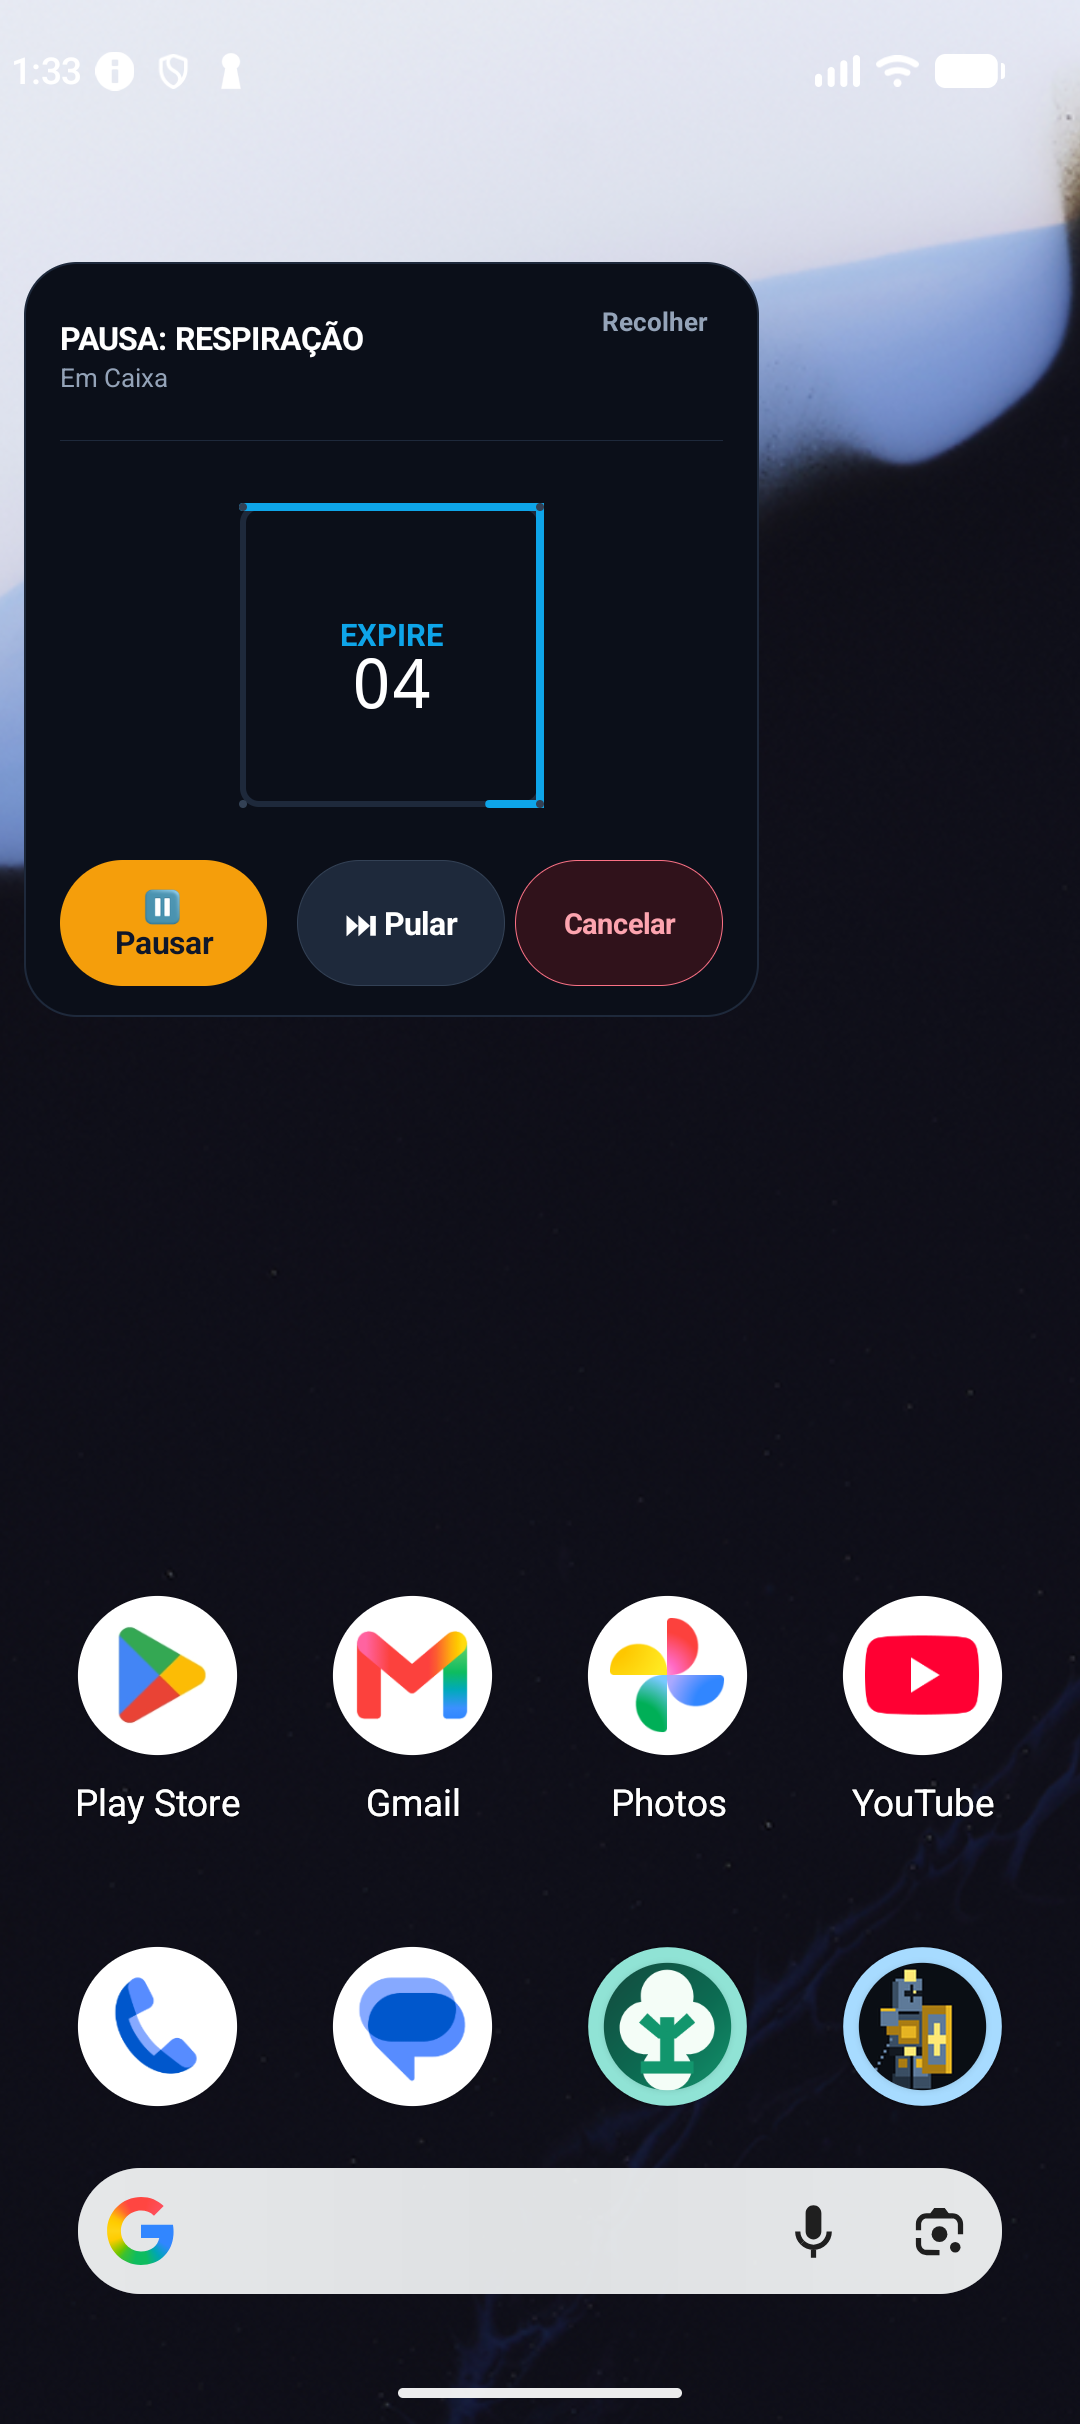 1:33
PAUSA: RESPIRAÇÃO
Recolher
Em Caixa
EXPIRE
04
Pausar
Pular
Cancelar
Play Store
Gmail
Photos
YouTube